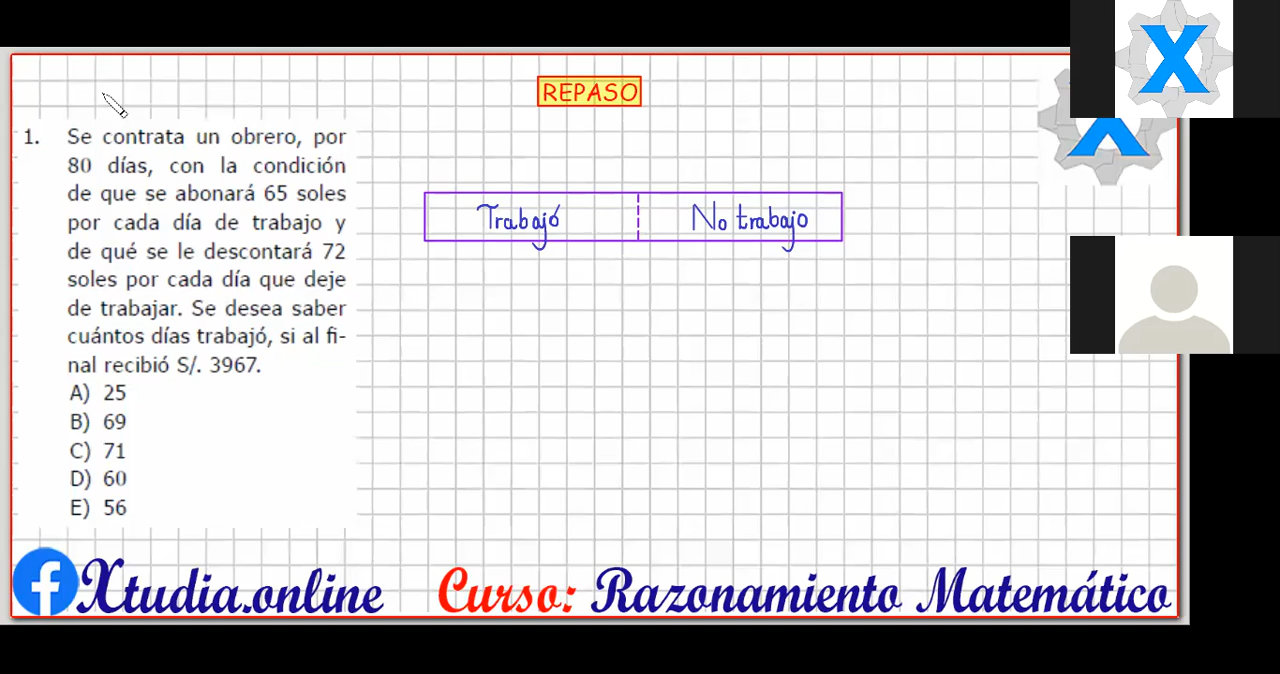 REPASO
1. Se contrata un obrero, por
80 días, con la condición
de que se abonará 65 soles
por cada día de trabajo y
de qué se le descontará 72
soles por cada día que deje
de trabajar. Se desea saber
cuántos días trabajó, si al fi-
nal recibió S/. 3967.
A) 25
B) 69
C) 71
D) 60
E) 56
Trabajó No trabajo
Xtudia.online Curso: Razonamiento Matemático